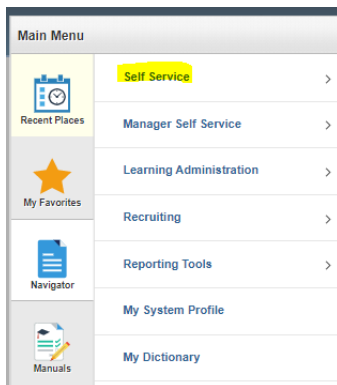 Main Menu
Recent Places
My Favorites
Navigator
Manuals
Self Service
Manager Self Service
Learning Administration
Recruiting
Reporting Tools
My System Profile
My Dictionary